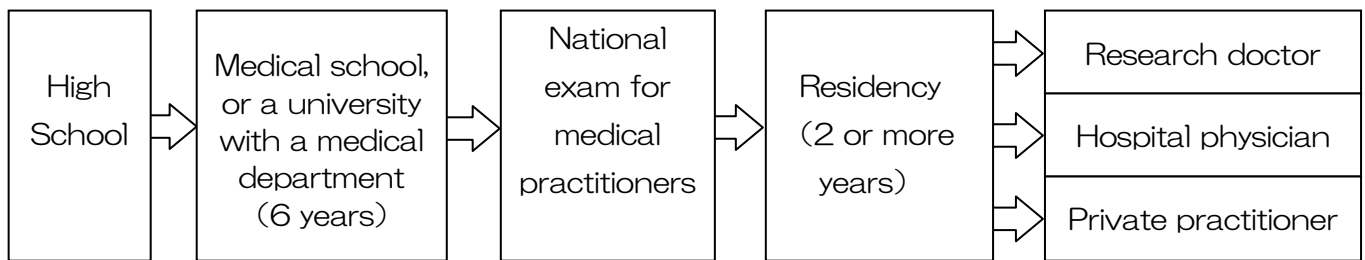 High
School
Medical school,
or a university
with a medical
department
（6 years）
National
exam for
medical
practitioners
Residency
（2 or more
years）
Research doctor
Hospital physician
Private practitioner